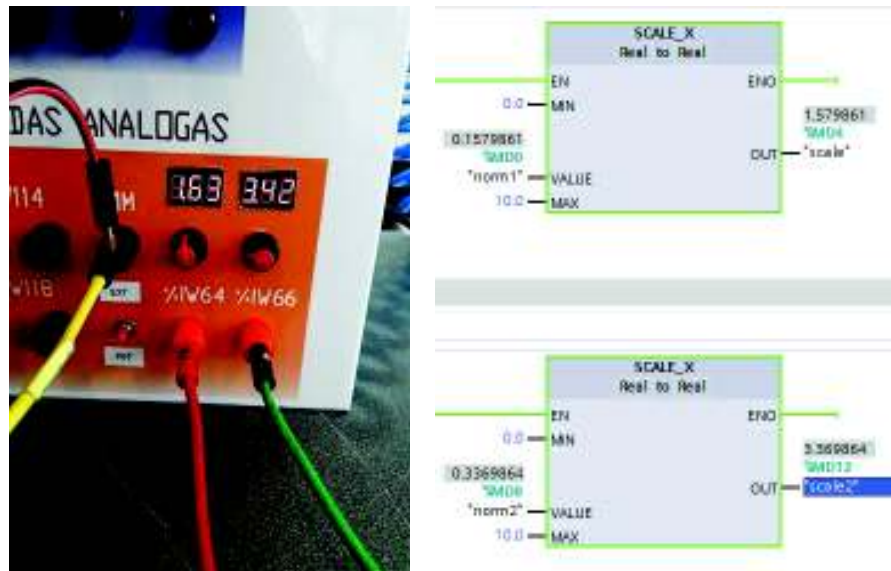 DAS ANALOGAS
1.63 3.42
%IW64 %IW66
EXT
INT
SCALE_X
Real to Real
EN ENO
0.0 MIN
1.579861
%MD4
0.1579861
%MD0
OUT "scale"
"norm1" VALUE
10.0 MAX
SCALE_X
Real to Real
EN ENO
0.0 MIN
3.369864
%MD12
0.3369864
%MD8
OUT "scale2"
"norm2" VALUE
10.0 MAX